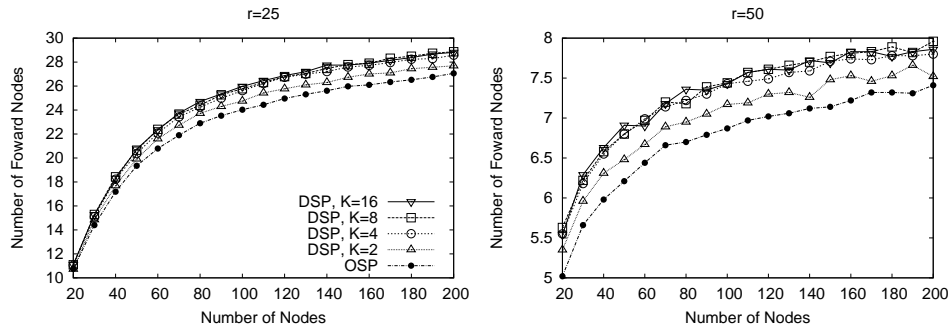 r=25
Number of Foward Nodes
30
28
26
24
22
20
18
16
14
12
10
DSP, K=16
DSP, K=8
DSP, K=4
DSP, K=2
OSP
20 40 60 80 100 120 140 160 180 200
Number of Nodes
r=50
Number of Foward Nodes
8
7.5
7
6.5
6
5.5
5
20 40 60 80 100 120 140 160 180 200
Number of Nodes